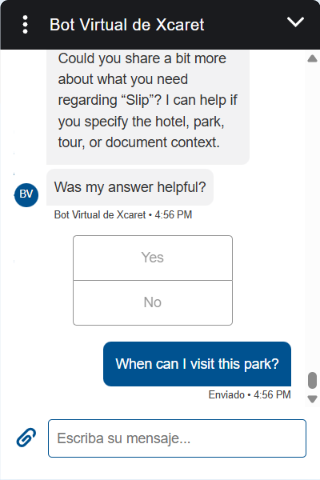 Bot Virtual de Xcaret
Could you share a bit more
about what you need
regarding “Slip”? I can help if
you specify the hotel, park,
tour, or document context.
Was my answer helpful?
BV
Bot Virtual de Xcaret • 4:56 PM
Yes
No
When can I visit this park?
Enviado • 4:56 PM
Escriba su mensaje...